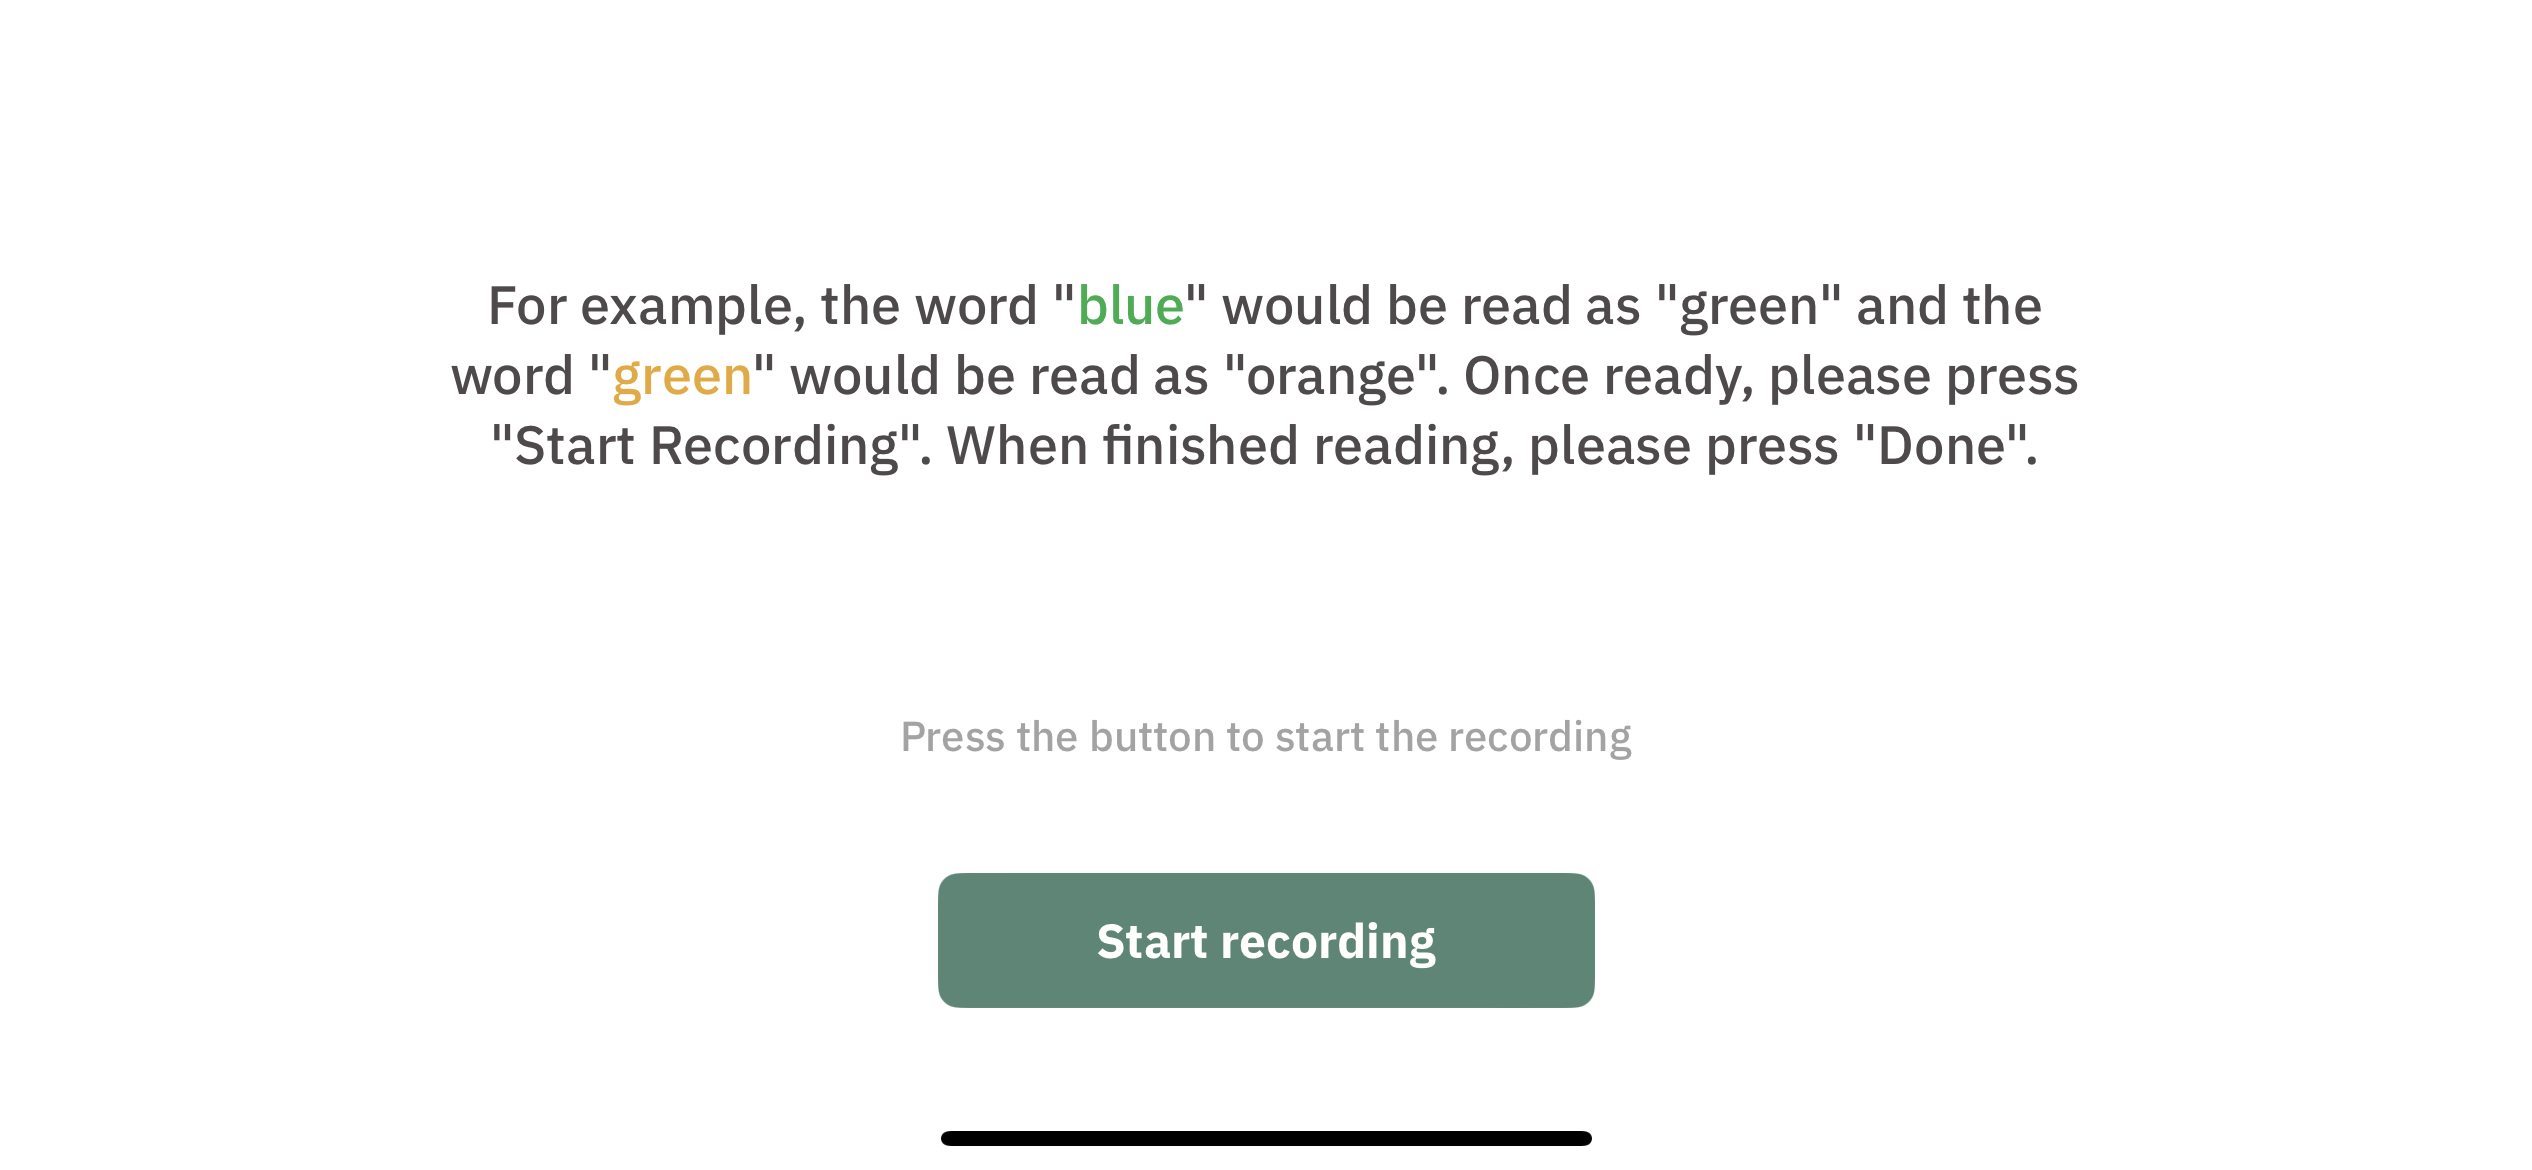 For example, the word "blue" would be read as "green" and the
word "green" would be read as "orange". Once ready, please press
"Start Recording". When finished reading, please press "Done".
Press the button to start the recording
Start recording